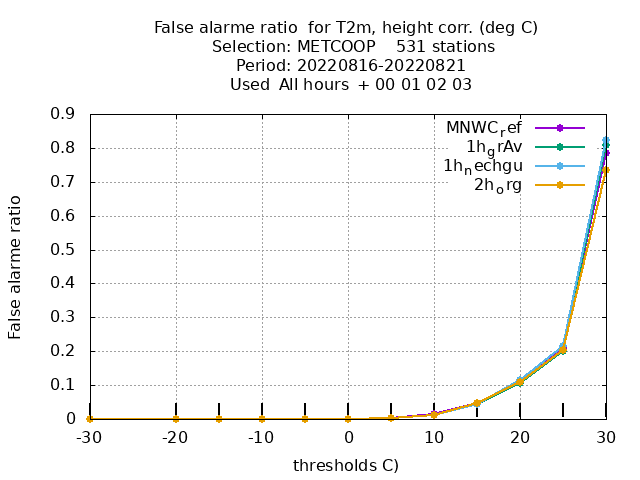 False alarme ratio  for T2m, height corr. (deg C)
Selection: METCOOP    531 stations
Period: 20220816-20220821
Used  All hours  + 00 01 02 03
MNWC_ref
1h_grAv
1h_nechgu
2h_org
False alarme ratio
0.9
0.8
0.7
0.6
0.5
0.4
0.3
0.2
0.1
0
-30 -20 -10 0 10 20 30
thresholds C)